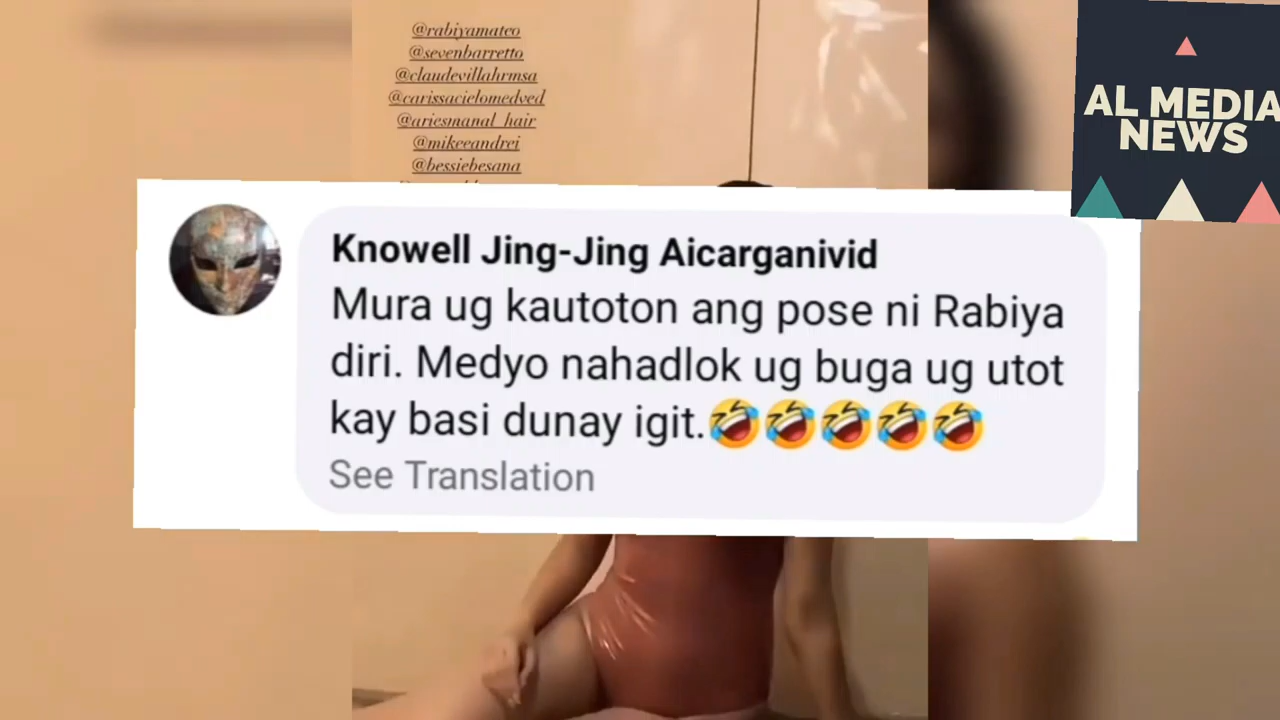 @rabiyamateo
@sevenbarretto
@claudevillahrmsa
@carissacielomedved
@ariesmanal_hair
@mikeeandrei
@bessiebesana
AL MEDIA
NEWS
Knowell Jing-Jing Aicarganivid
Mura ug kautoton ang pose ni Rabiya
diri. Medyo nahadlok ug buga ug utot
kay basi dunay igit.🤣🤣🤣🤣🤣
See Translation